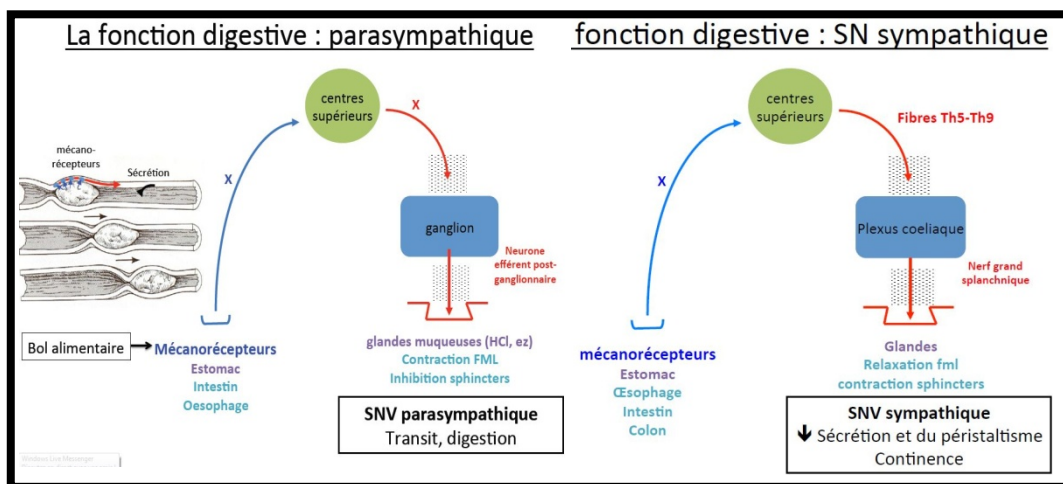 La fonction digestive : parasympathique
centres
supérieurs
X
X
mécano-
récepteurs
Sécrétion
ganglion
Neurone
efférent post-
ganglionnaire
Bol alimentaire
Mécanorécepteurs
Estomac
Intestin
Oesophage
glandes muqueuses (HCl, ez)
Contraction FML
Inhibition sphincters
SNV parasympathique
Transit, digestion
Windows Live Messenger
fonction digestive : SN sympathique
centres
supérieurs
Fibres Th5-Th9
X
Plexus coeliaque
Nerf grand
splanchnique
mécanorécepteurs
Estomac
Œsophage
Intestin
Colon
Glandes
Relaxation fml
contraction sphincters
SNV sympathique
🡻 Sécrétion et du péristaltisme
Continence